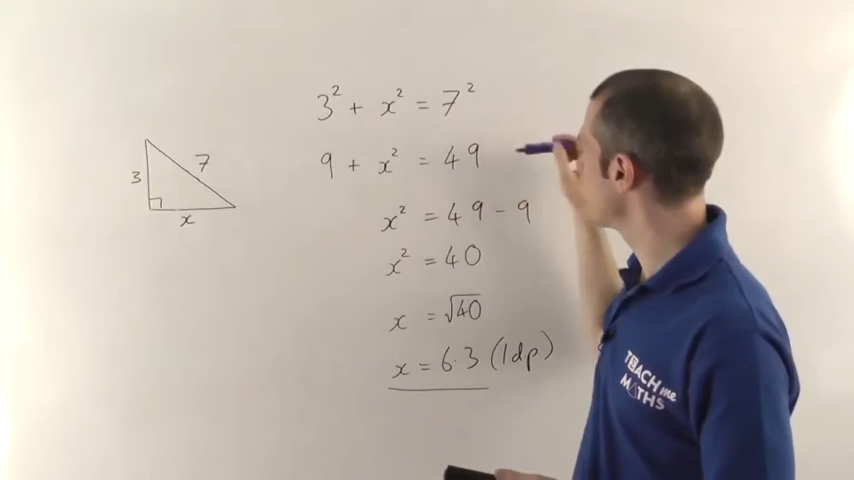 3² + x² = 7²
9 + x² = 49
x² = 49 - 9
x² = 40
x = √40
x = 6·3 (1dp)
3
7
x
TEACH me
MATHS